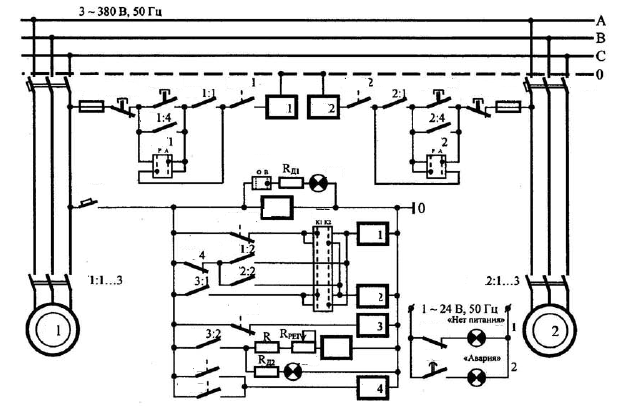 3 ~ 380 В, 50 Гц
A
B
C
0
1:1
1
1
2
2
2:1
1:4
2:4
1
2
P A
P A
О В
RД1
0
К1 К2
1
1:2
4
2:2
3:1
2
1:1...3
2:1...3
1 ~ 24 В, 50 Гц
«Нет питания»
1
1
2
3
3:2
R
RРЕГ
«Авария»
2
RД2
4